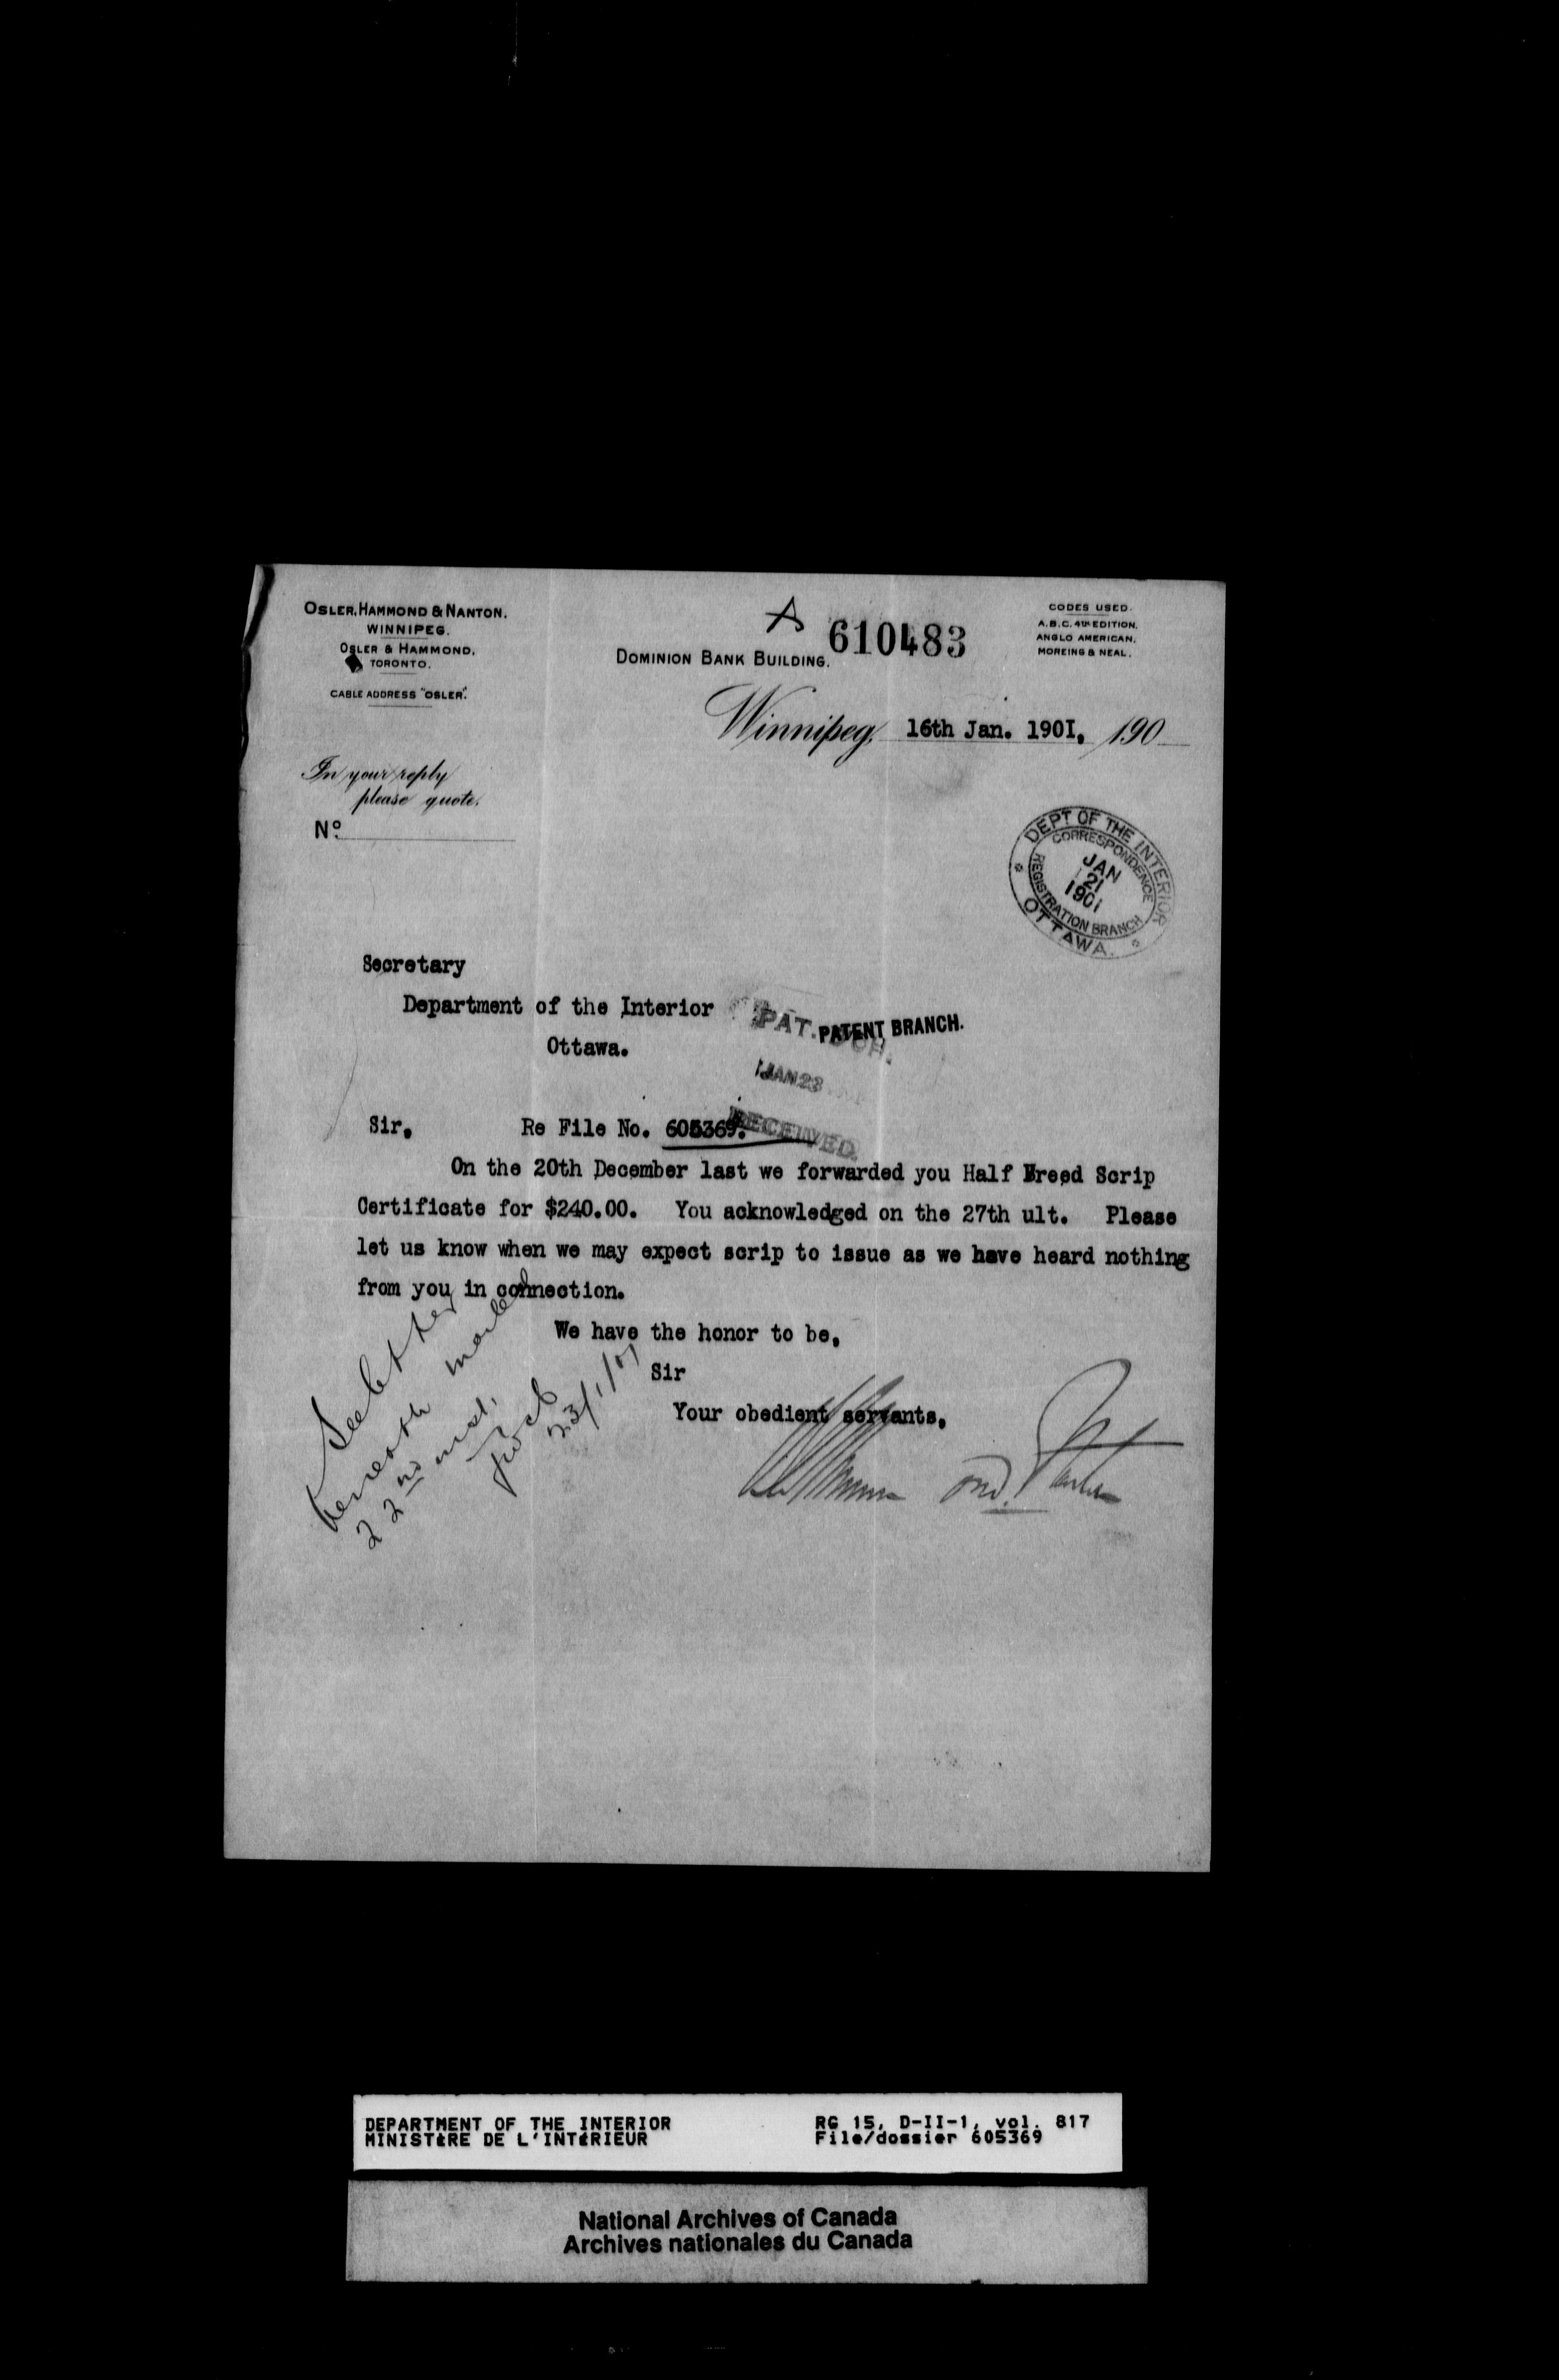 OSLER, HAMMOND & NANTON.
WINNIPEG.
OSLER & HAMMOND,
TORONTO.
CABLE ADDRESS "OSLER".
A
610483
DOMINION BANK BUILDING.
CODES USED.
A.B.C. 4TH EDITION,
ANGLO AMERICAN,
MOREING & NEAL.
Winnipeg, 16th Jan. 190I, 190
In your reply
please quote.
No.
DEPT OF THE INTERIOR
CORRESPONDENCE
JAN
21
1901
REGISTRATION BRANCH
OTTAWA.
Secretary
Department of the Interior
Ottawa.
PAT.
PATENT BRANCH.
JAN 23
RECEIVED.
Sir, Re File No. 605369.
On the 20th December last we forwarded you Half Breed Scrip
Certificate for $240.00. You acknowledged on the 27th ult. Please
let us know when we may expect scrip to issue as we have heard nothing
from you in connection.
We have the honor to be,
Sir
Your obedient servants,
See letter
herewith mailed
22nd inst.
23/1/01
DEPARTMENT OF THE INTERIOR
MINISTÈRE DE L'INTÉRIEUR
RG 15, D-II-1, vol. 817
File/dossier 605369
National Archives of Canada
Archives nationales du Canada